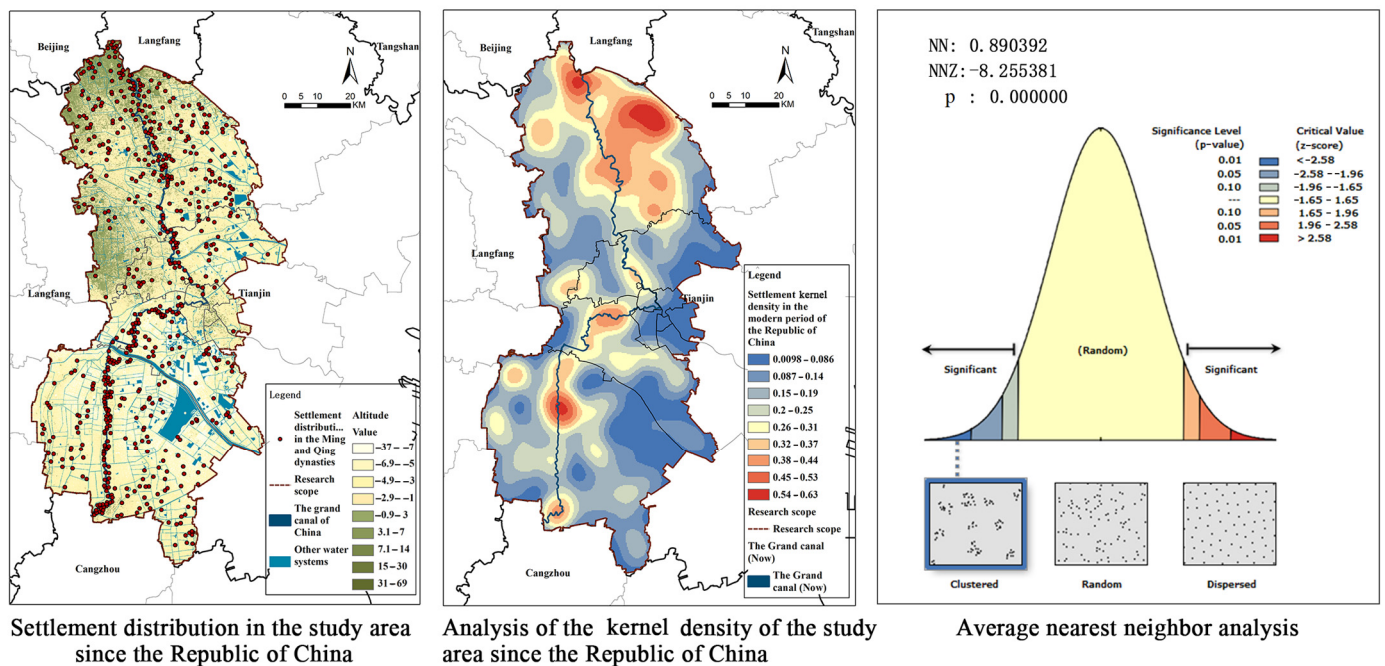 Beijing
Langfang
Tangshan
N
0 5 10 20
KM
Langfang
Tianjin
Cangzhou
Legend
Settlement
distributi...
in the Ming
and Qing
dynasties
Research
scope
The grand
canal of
China
Other water
systems
Altitude
Value
-37 - -7
-6.9 - -5
-4.9 - -3
-2.9 - -1
-0.9 - 3
3.1 - 7
7.1 - 14
15 - 30
31 - 69
Settlement distribution in the study area
since the Republic of China
Beijing
Langfang
Tangshan
N
0 5 10 20
KM
Langfang
Tianjin
Cangzhou
Legend
Settlement kernel
density in the
modern period of
the Republic of
China
0.0098 - 0.086
0.087 - 0.14
0.15 - 0.19
0.2 - 0.25
0.26 - 0.31
0.32 - 0.37
0.38 - 0.44
0.45 - 0.53
0.54 - 0.63
Research scope
Research scope
The Grand canal
(Now)
The Grand
canal (Now)
Analysis of the kernel density of the study
area since the Republic of China
NN: 0.890392
NNZ:-8.255381
p : 0.000000
Significance Level
(p-value)
Critical Value
(z-score)
0.01 <-2.58
0.05 -2.58 --1.96
0.10 -1.96 --1.65
--- -1.65 - 1.65
0.10 1.65 - 1.96
0.05 1.96 - 2.58
0.01 > 2.58
(Random)
Significant
Significant
Clustered
Random
Dispersed
Average nearest neighbor analysis